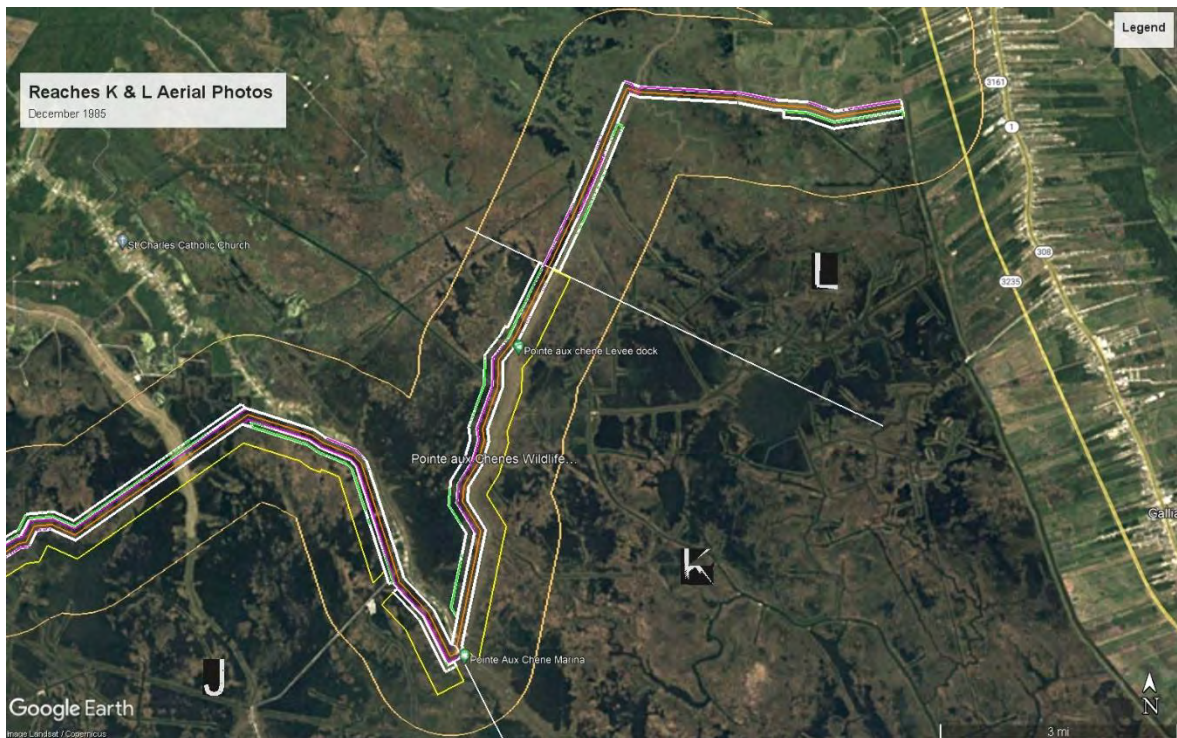 Legend
Reaches K & L Aerial Photos
December 1985
3161
1
St Charles Catholic Church
308
L
3235
Pointe aux chene Levee dock
Pointe aux Chenes Wildlife...
Gallia
K
Pointe Aux Chene Marina
J
Google Earth
Image Landsat / Copernicus
N
3 mi